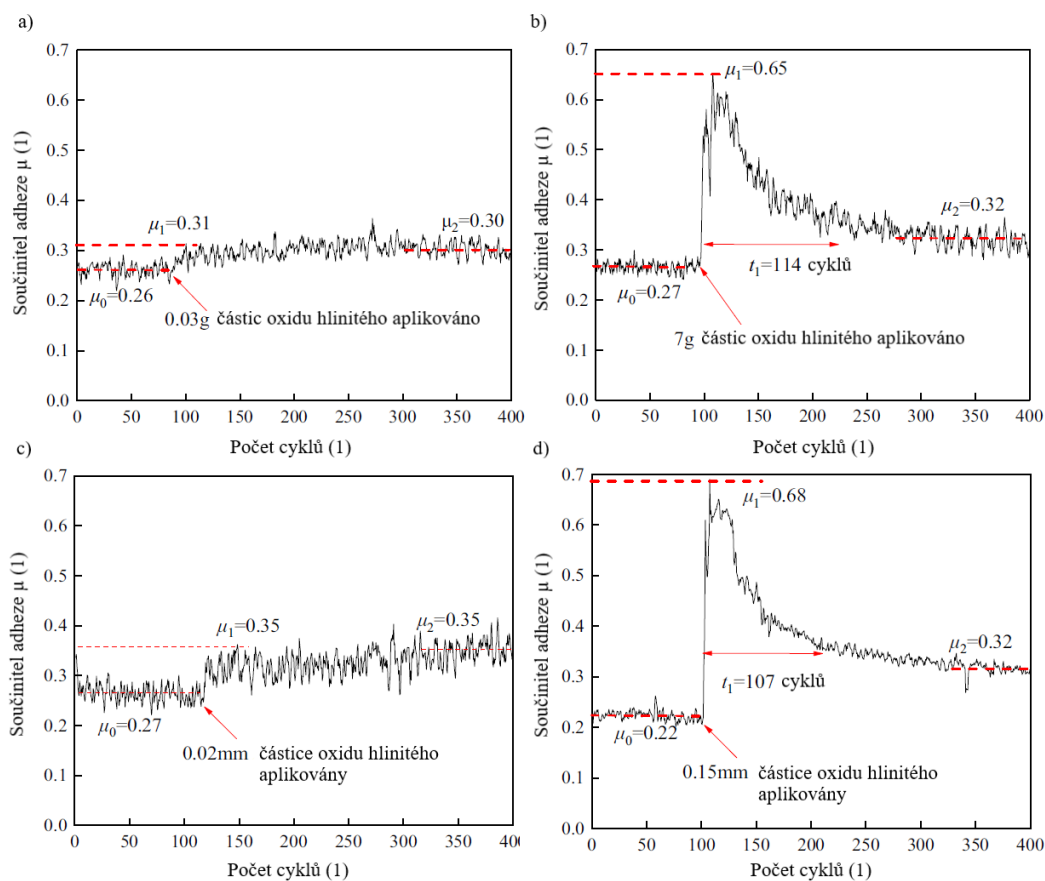 a)
0.7
0.6
0.5
0.4
0.3
0.2
0.1
0.0
Součinitel adheze μ (1)
μ₁=0.31
μ₂=0.30
μ₀=0.26
0.03g částic oxidu hlinitého aplikováno
0 50 100 150 200 250 300 350 400
Počet cyklů (1)
b)
0.7
0.6
0.5
0.4
0.3
0.2
0.1
0.0
Součinitel adheze μ (1)
μ₁=0.65
μ₂=0.32
t₁=114 cyklů
μ₀=0.27
7g částic oxidu hlinitého aplikováno
0 50 100 150 200 250 300 350 400
Počet cyklů (1)
c)
0.7
0.6
0.5
0.4
0.3
0.2
0.1
0.0
Součinitel adheze μ (1)
μ₁=0.35
μ₂=0.35
μ₀=0.27
0.02mm částice oxidu hlinitého
aplikovány
0 50 100 150 200 250 300 350 400
Počet cyklů (1)
d)
0.7
0.6
0.5
0.4
0.3
0.2
0.1
0.0
Součinitel adheze μ (1)
μ₁=0.68
μ₂=0.32
t₁=107 cyklů
μ₀=0.22
0.15mm částice oxidu hlinitého
aplikovány
0 50 100 150 200 250 300 350 400
Počet cyklů (1)